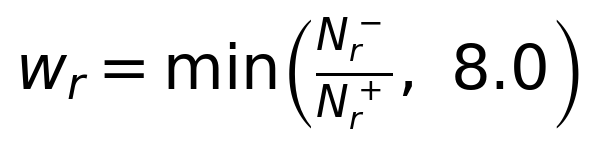 w_r = min(N_r^- / N_r^+, 8.0)